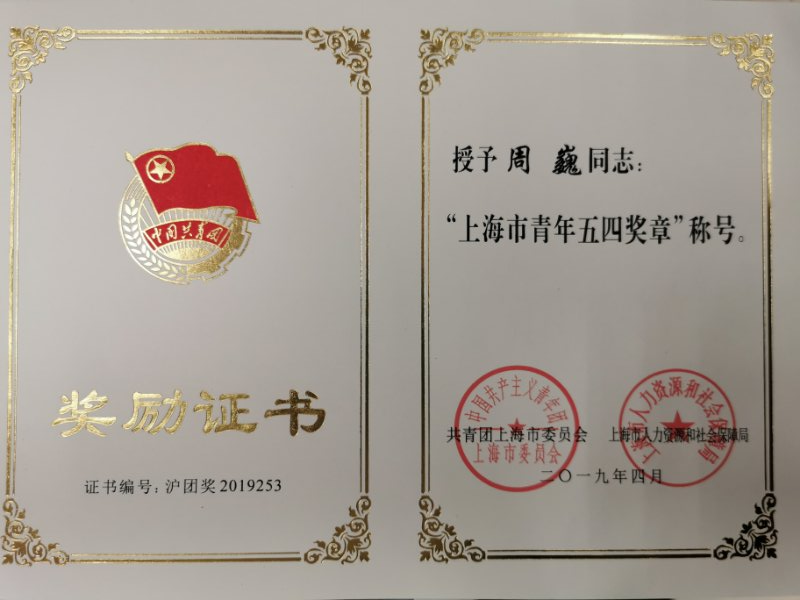 中国共青团
奖励证书
证书编号:沪团奖2019253
授予周 巍同志:
“上海市青年五四奖章”称号。
中国共产主义青年团
上海市委员会
上海市人力资源和社会保障局
共青团上海市委员会 上海市人力资源和社会保障局
二〇一九年四月